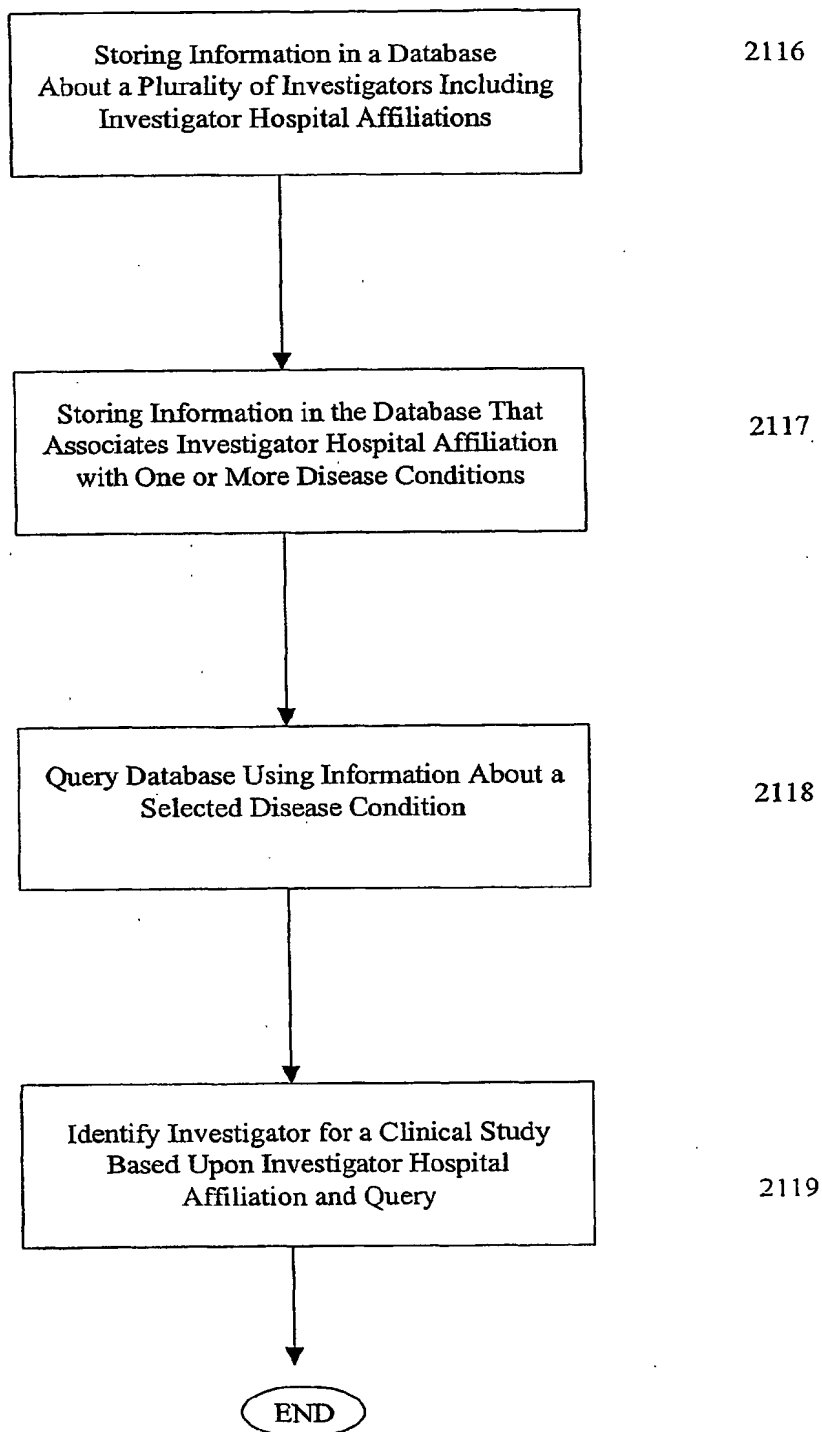 Storing Information in a Database
About a Plurality of Investigators Including
Investigator Hospital Affiliations
2116
Storing Information in the Database That
Associates Investigator Hospital Affiliation
with One or More Disease Conditions
2117
Query Database Using Information About a
Selected Disease Condition
2118
Identify Investigator for a Clinical Study
Based Upon Investigator Hospital
Affiliation and Query
2119
END